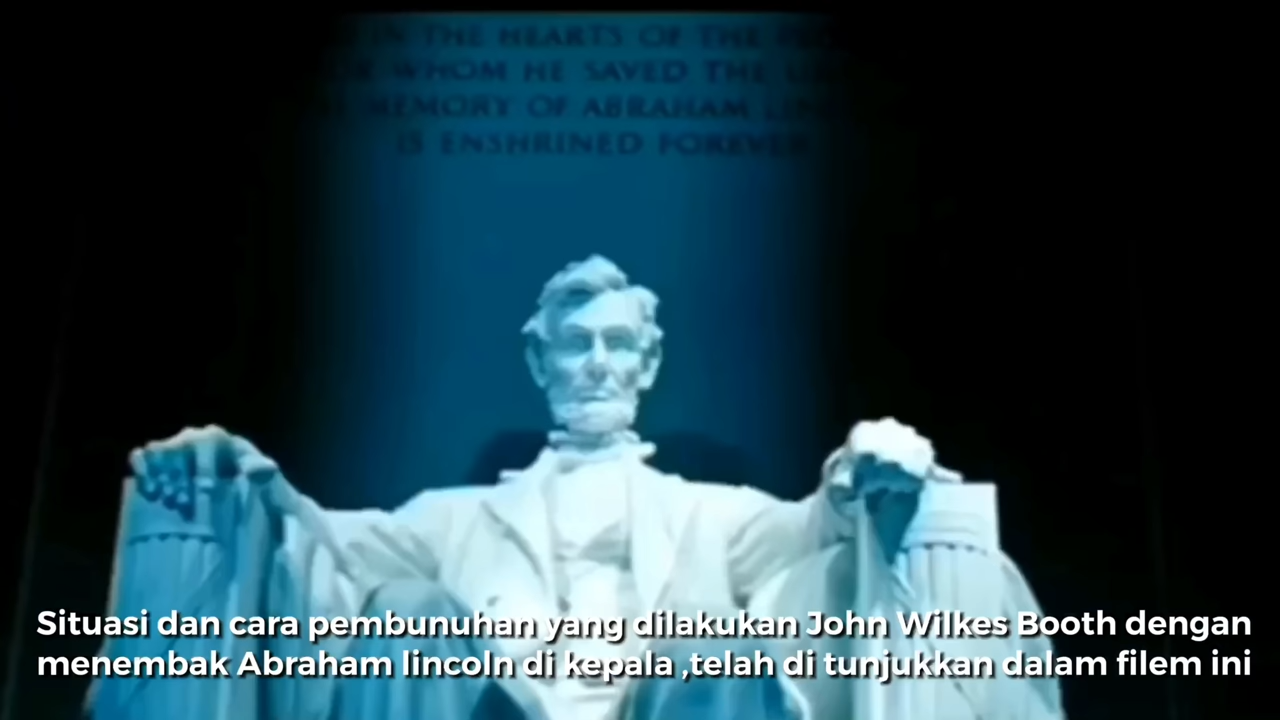 IN THE HEARTS OF THE
WHOM HE SAVED THE
MEMORY OF ABRAHAM
IS ENSHRINED FOREVER
Situasi dan cara pembunuhan yang dilakukan John Wilkes Booth dengan
menembak Abraham lincoln di kepala ,telah di tunjukkan dalam filem ini